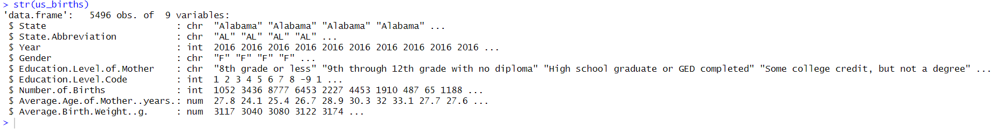 > str(us_births)
'data.frame':   5496 obs. of  9 variables:
 $ State                        : chr  "Alabama" "Alabama" "Alabama" "Alabama" ...
 $ State.Abbreviation           : chr  "AL" "AL" "AL" "AL" ...
 $ Year                         : int  2016 2016 2016 2016 2016 2016 2016 2016 2016 2016 ...
 $ Gender                       : chr  "F" "F" "F" "F" ...
 $ Education.Level.of.Mother    : chr  "8th grade or less" "9th through 12th grade with no diploma" "High school graduate or GED completed" "Some college credit, but not a degree" ...
 $ Education.Level.Code         : int  1 2 3 4 5 6 7 8 -9 1 ...
 $ Number.of.Births             : int  1052 3436 8777 6453 2227 4453 1910 487 65 1188 ...
 $ Average.Age.of.Mother..years.: num  27.8 24.1 25.4 26.7 28.9 30.3 32 33.1 27.7 27.6 ...
 $ Average.Birth.Weight..g.     : num  3117 3040 3080 3122 3174 ...
>